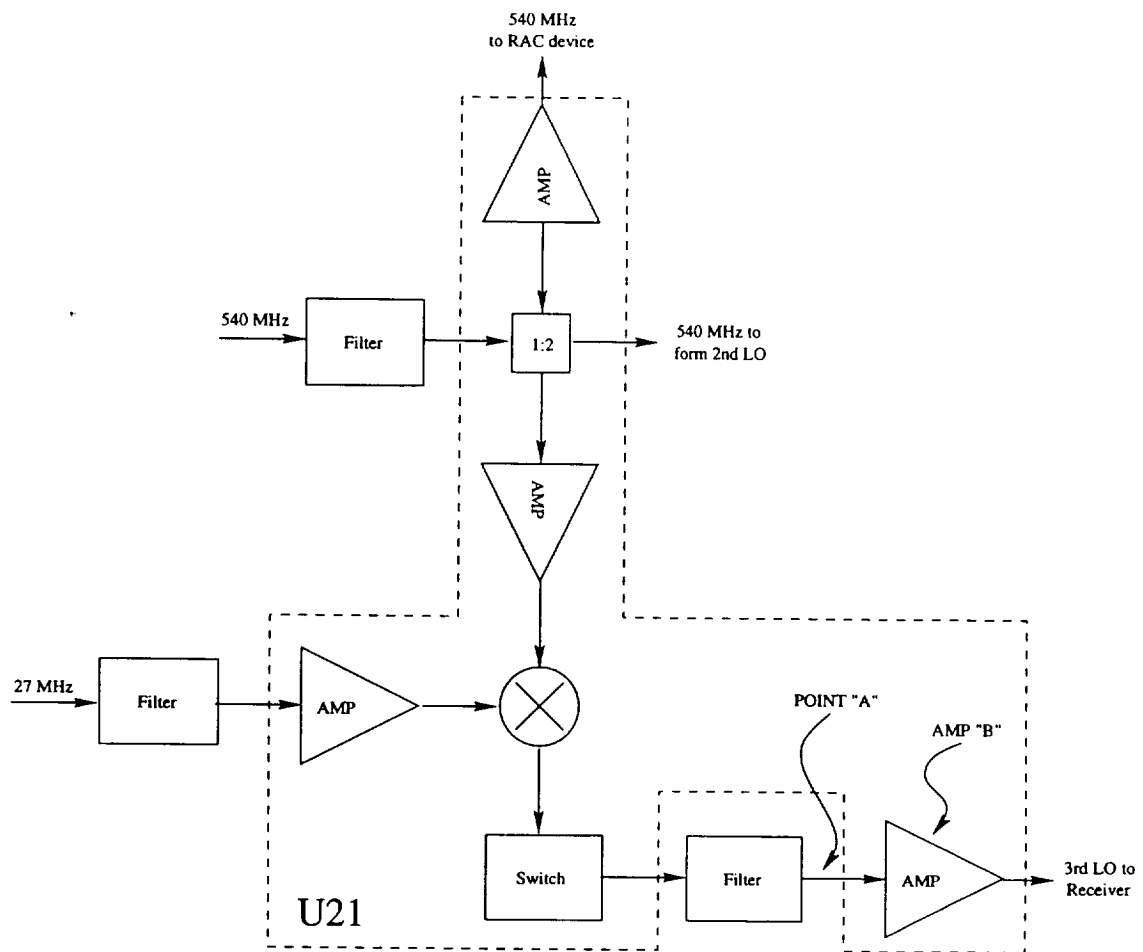 540 MHz
to RAC device
AMP
540 MHz
Filter
1:2
540 MHz to
form 2nd LO
AMP
27 MHz
Filter
AMP
POINT "A"
AMP "B"
Switch
Filter
AMP
3rd LO to
Receiver
U21